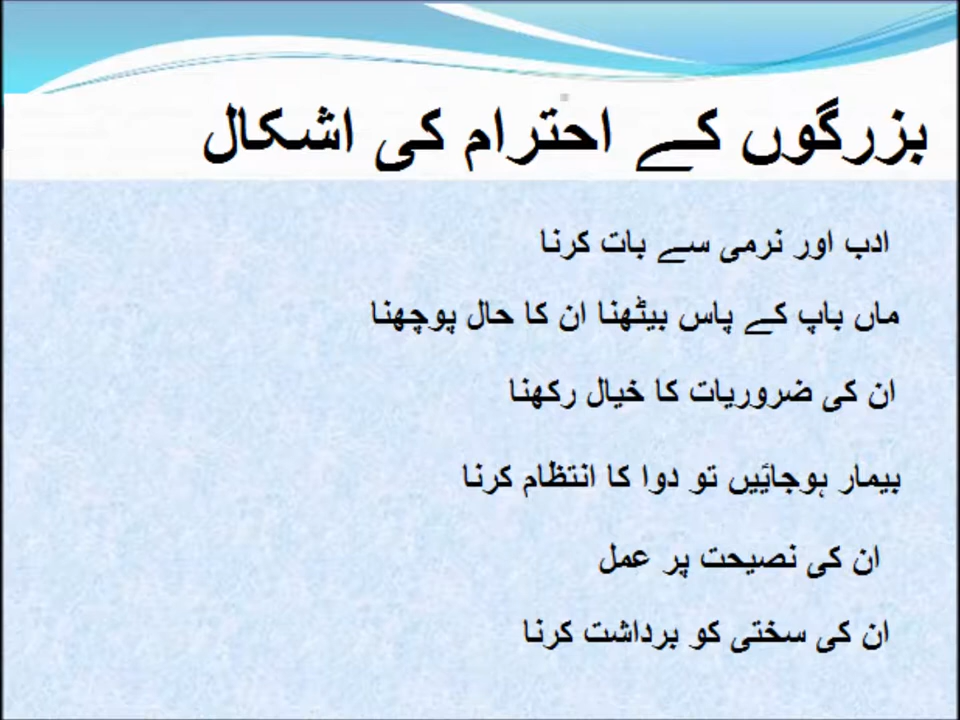 بزرگوں کے احترام کی اشکال
ادب اور نرمی سے بات کرنا
ماں باپ کے پاس بیٹھنا ان کا حال پوچھنا
ان کی ضروریات کا خیال رکھنا
بیمار ہوجائیں تو دوا کا انتظام کرنا
ان کی نصیحت پر عمل
ان کی سختی کو برداشت کرنا